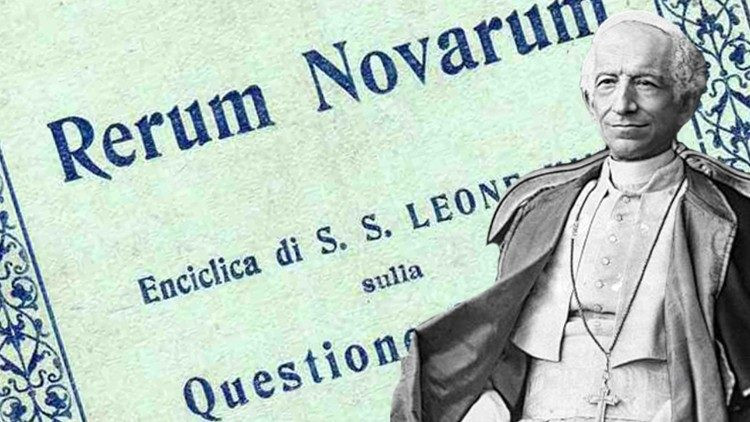 Rerum Novarum
Enciclica di S. S. LEONE
sulla
Questione